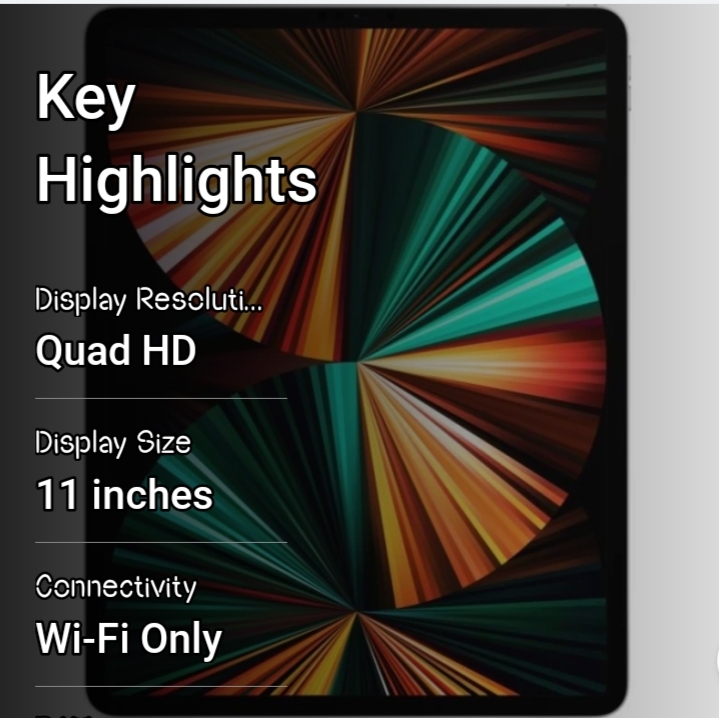 Key
Highlights
Display Resoluti...
Quad HD
Display Size
11 inches
Connectivity
Wi-Fi Only